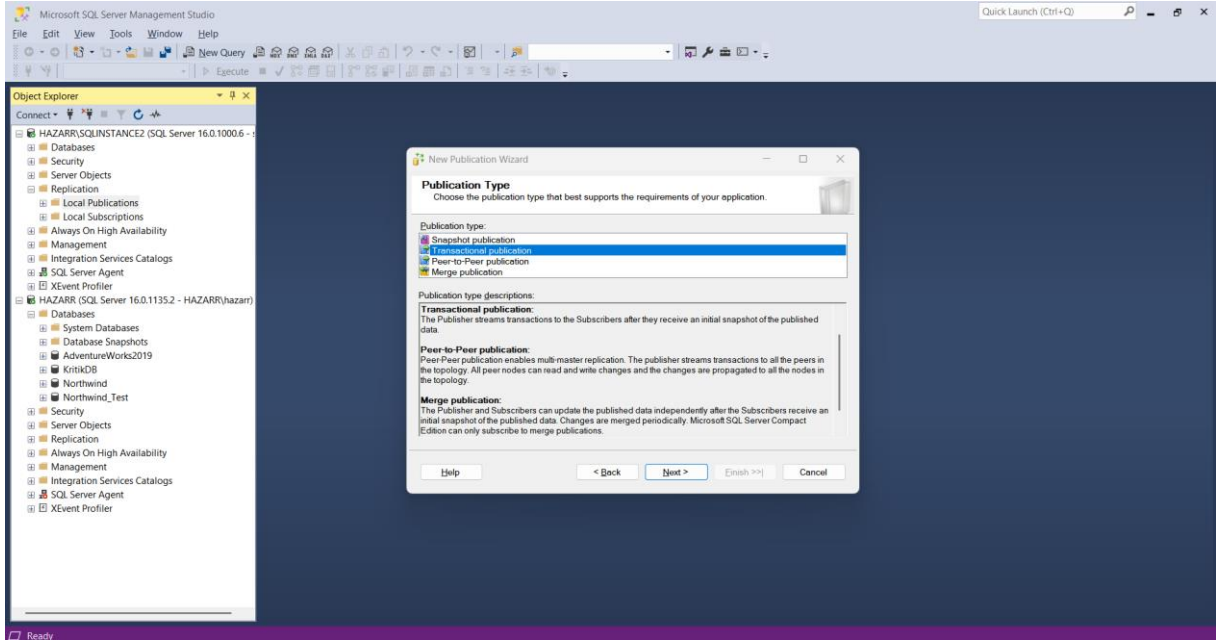 Microsoft SQL Server Management Studio
Quick Launch (Ctrl+Q)
File Edit View Tools Window Help
New Query
Execute
Object Explorer
Connect
HAZARR\SQLINSTANCE2 (SQL Server 16.0.1000.6 - s
Databases
Security
Server Objects
Replication
Local Publications
Local Subscriptions
Always On High Availability
Management
Integration Services Catalogs
SQL Server Agent
XEvent Profiler
HAZARR (SQL Server 16.0.1135.2 - HAZARR\hazarr)
Databases
System Databases
Database Snapshots
AdventureWorks2019
KritikDB
Northwind
Northwind_Test
Security
Server Objects
Replication
Always On High Availability
Management
Integration Services Catalogs
SQL Server Agent
XEvent Profiler
New Publication Wizard
Publication Type
Choose the publication type that best supports the requirements of your application.
Publication type:
Snapshot publication
Transactional publication
Peer-to-Peer publication
Merge publication
Publication type descriptions:
Transactional publication:
The Publisher streams transactions to the Subscribers after they receive an initial snapshot of the published
data.
Peer-to-Peer publication:
Peer-Peer publication enables multi-master replication. The publisher streams transactions to all the peers in
the topology. All peer nodes can read and write changes and the changes are propagated to all the nodes in
the topology.
Merge publication:
The Publisher and Subscribers can update the published data independently after the Subscribers receive an
initial snapshot of the published data. Changes are merged periodically. Microsoft SQL Server Compact
Edition can only subscribe to merge publications.
Help < Back Next > Finish >>| Cancel
Ready